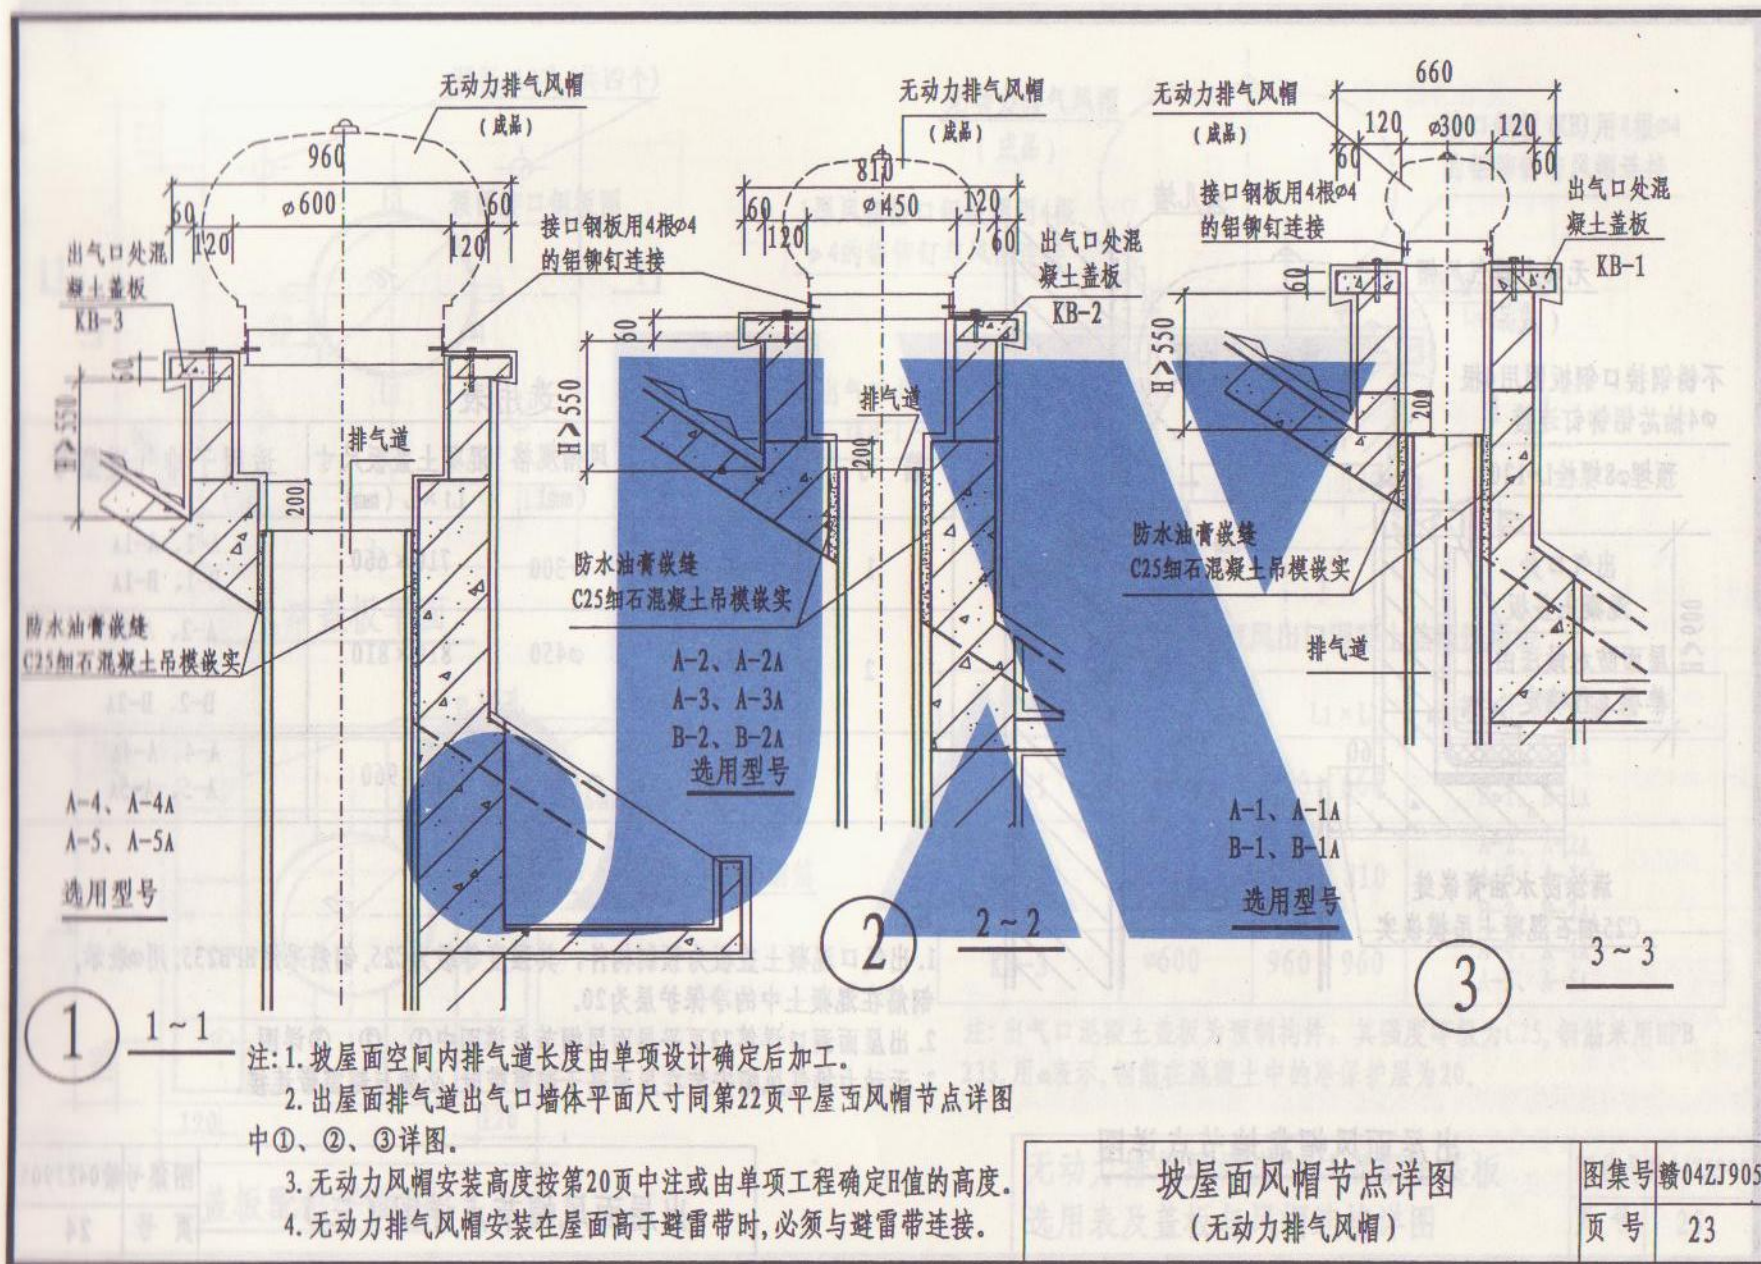 无动力排气风帽
(成品)
960
60
ø600
60
120
120
出气口处混
凝土盖板
KB-3
接口钢板用4根ø4
的铝铆钉连接
60
H≥550
排气道
200
防水油膏嵌缝
C25细石混凝土吊模嵌实
A-4、A-4A
A-5、A-5A
选用型号
1
1~1
无动力排气风帽
(成品)
810
60
ø450
120
120
60
出气口处混
凝土盖板
KB-2
60
H≥550
排气道
200
防水油膏嵌缝
C25细石混凝土吊模嵌实
A-2、A-2A
A-3、A-3A
B-2、B-2A
选用型号
2
2~2
无动力排气风帽
(成品)
660
120
ø300
120
60
60
接口钢板用4根ø4
的铝铆钉连接
出气口处混
凝土盖板
KB-1
60
H≥550
200
防水油膏嵌缝
C25细石混凝土吊模嵌实
排气道
A-1、A-1A
B-1、B-1A
选用型号
3
3~3
注:1.坡屋面空间内排气道长度由单项设计确定后加工。
2.出屋面排气道出气口墙体平面尺寸同第22页平屋面风帽节点详图
中①、②、③详图。
3.无动力风帽安装高度按第20页中注或由单项工程确定H值的高度。
4.无动力排气风帽安装在屋面高于避雷带时,必须与避雷带连接。
坡屋面风帽节点详图
(无动力排气风帽)
图集号
赣04ZJ905
页 号
23